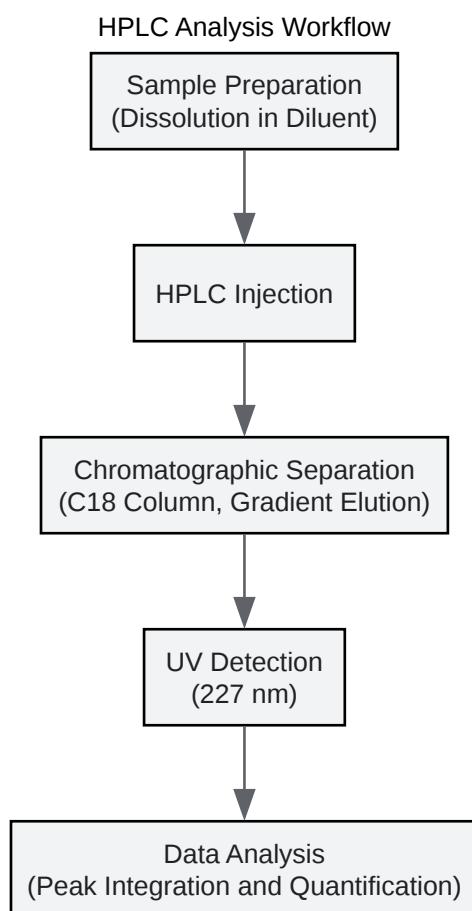 HPLC Analysis Workflow
Sample Preparation
(Dissolution in Diluent)
HPLC Injection
Chromatographic Separation
(C18 Column, Gradient Elution)
UV Detection
(227 nm)
Data Analysis
(Peak Integration and Quantification)